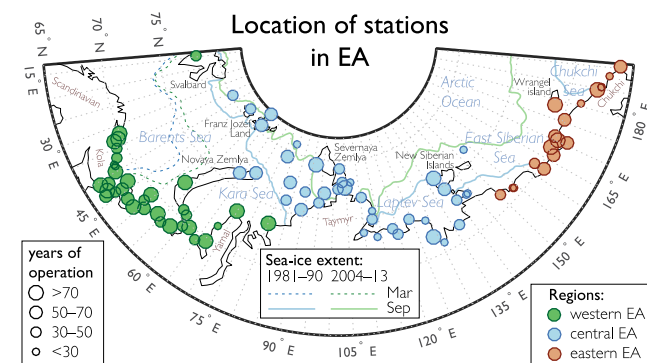 Location of stations
in EA
65°N
70°N
75°N
15°E
30°E
45°E
60°E
75°E
90°E
105°E
120°E
135°E
150°E
165°E
180°E
Scandinavian
Svalbard
Barents Sea
Kola
Franz Jozef
Land
Novaya Zemlya
Kara Sea
Yamal
Severnaya
Zemlya
Taymyr
Laptev Sea
New Siberian
Islands
East Siberian
Sea
Arctic
Ocean
Wrangel
island
Chukchi
Sea
Chukchi
years of
operation
>70
50–70
30–50
<30
Sea-ice extent:
1981–90 2004–13
Mar
Sep
Regions:
western EA
central EA
eastern EA